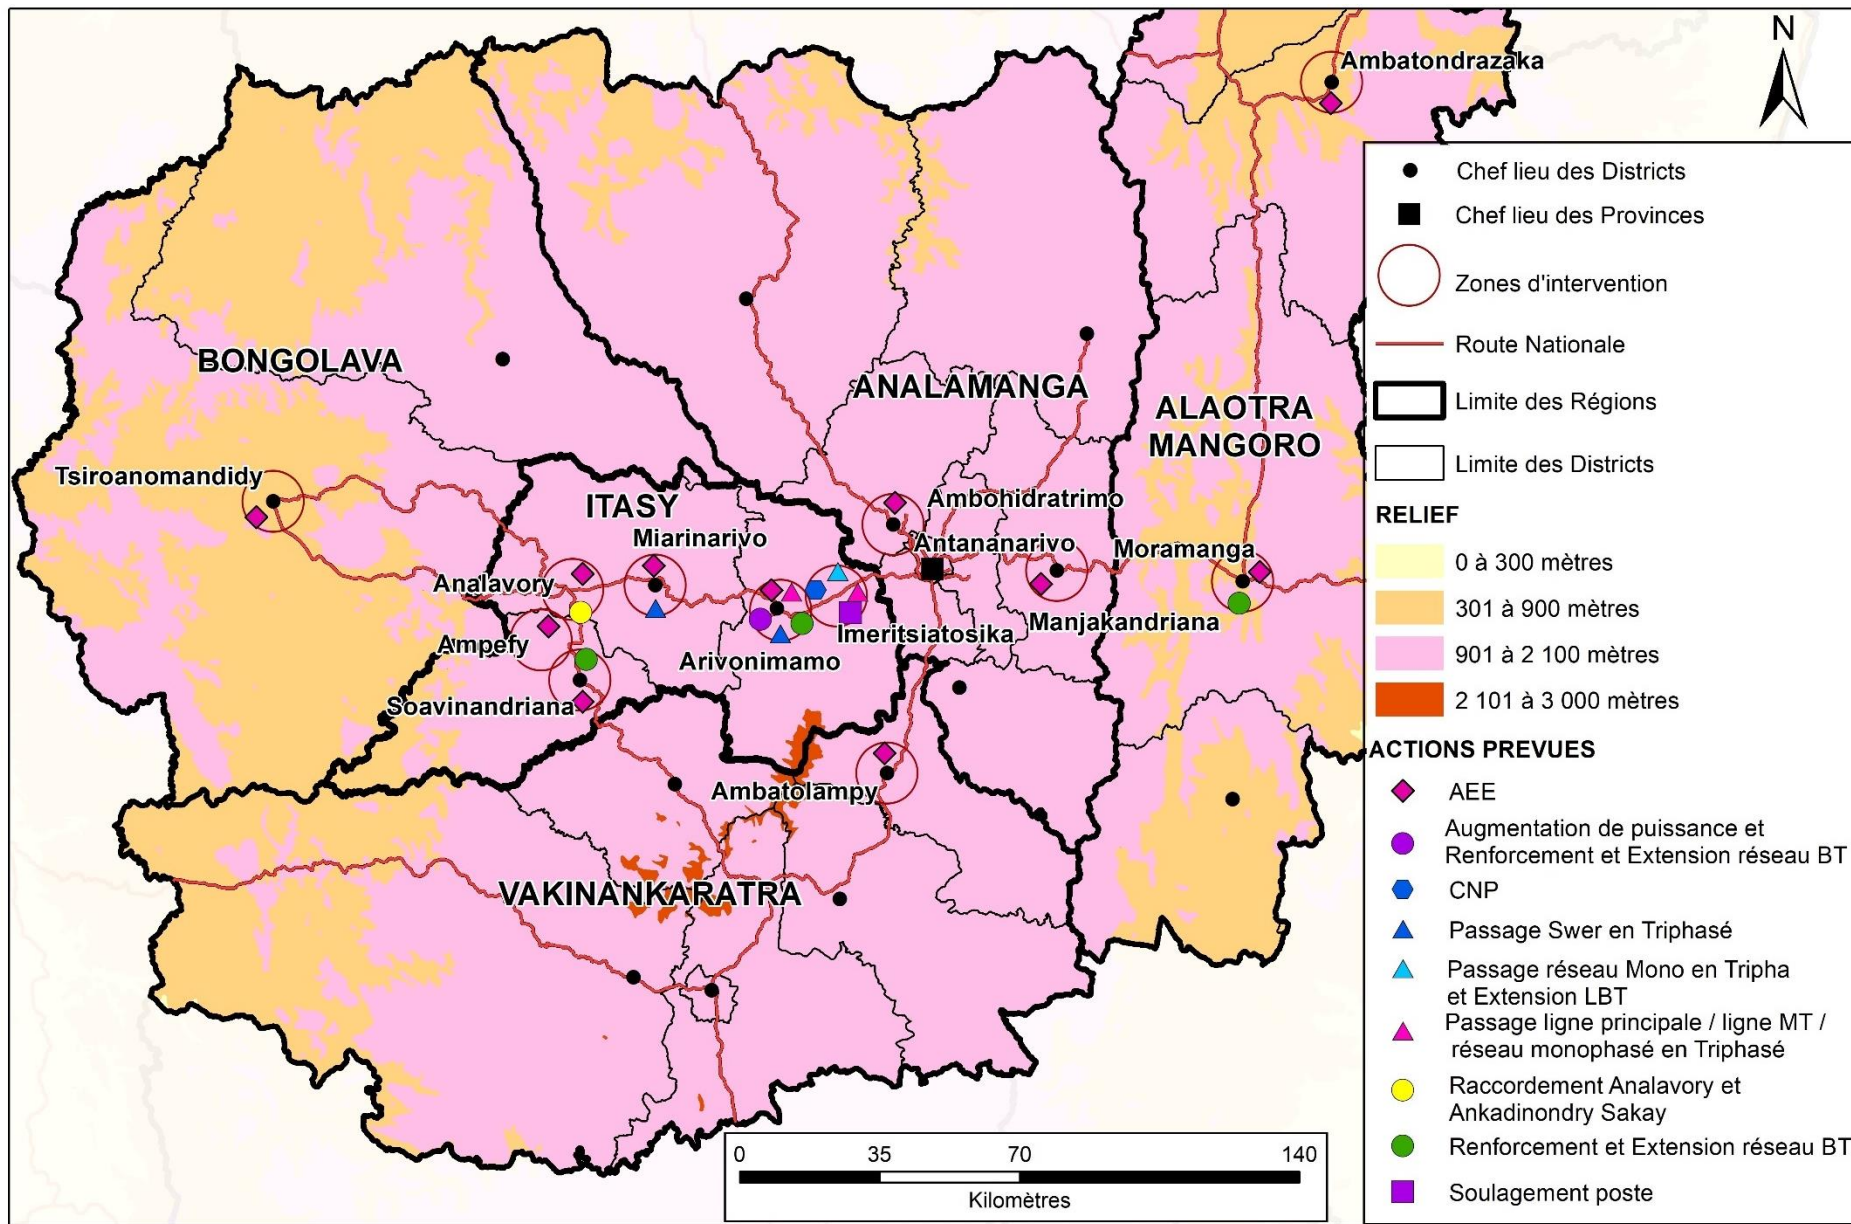 N
Ambatondrazaka
BONGOLAVA
ANALAMANGA
ALAOTRA
MANGORO
Tsiroanomandidy
ITASY
Miarinarivo
Ambohidratrimo
Antananarivo
Moramanga
Analavory
Ampefy
Imeritsiatosika
Manjakandriana
Arivonimamo
Soavinandriana
Ambatolampy
VAKINANKARATRA
0 35 70 140
Kilomètres
Chef lieu des Districts
Chef lieu des Provinces
Zones d'intervention
Route Nationale
Limite des Régions
Limite des Districts
RELIEF
0 à 300 mètres
301 à 900 mètres
901 à 2 100 mètres
2 101 à 3 000 mètres
ACTIONS PREVUES
AEE
Augmentation de puissance et
Renforcement et Extension réseau BT
CNP
Passage Swer en Triphasé
Passage réseau Mono en Tripha
et Extension LBT
Passage ligne principale / ligne MT /
réseau monophasé en Triphasé
Raccordement Analavory et
Ankadinondry Sakay
Renforcement et Extension réseau BT
Soulagement poste